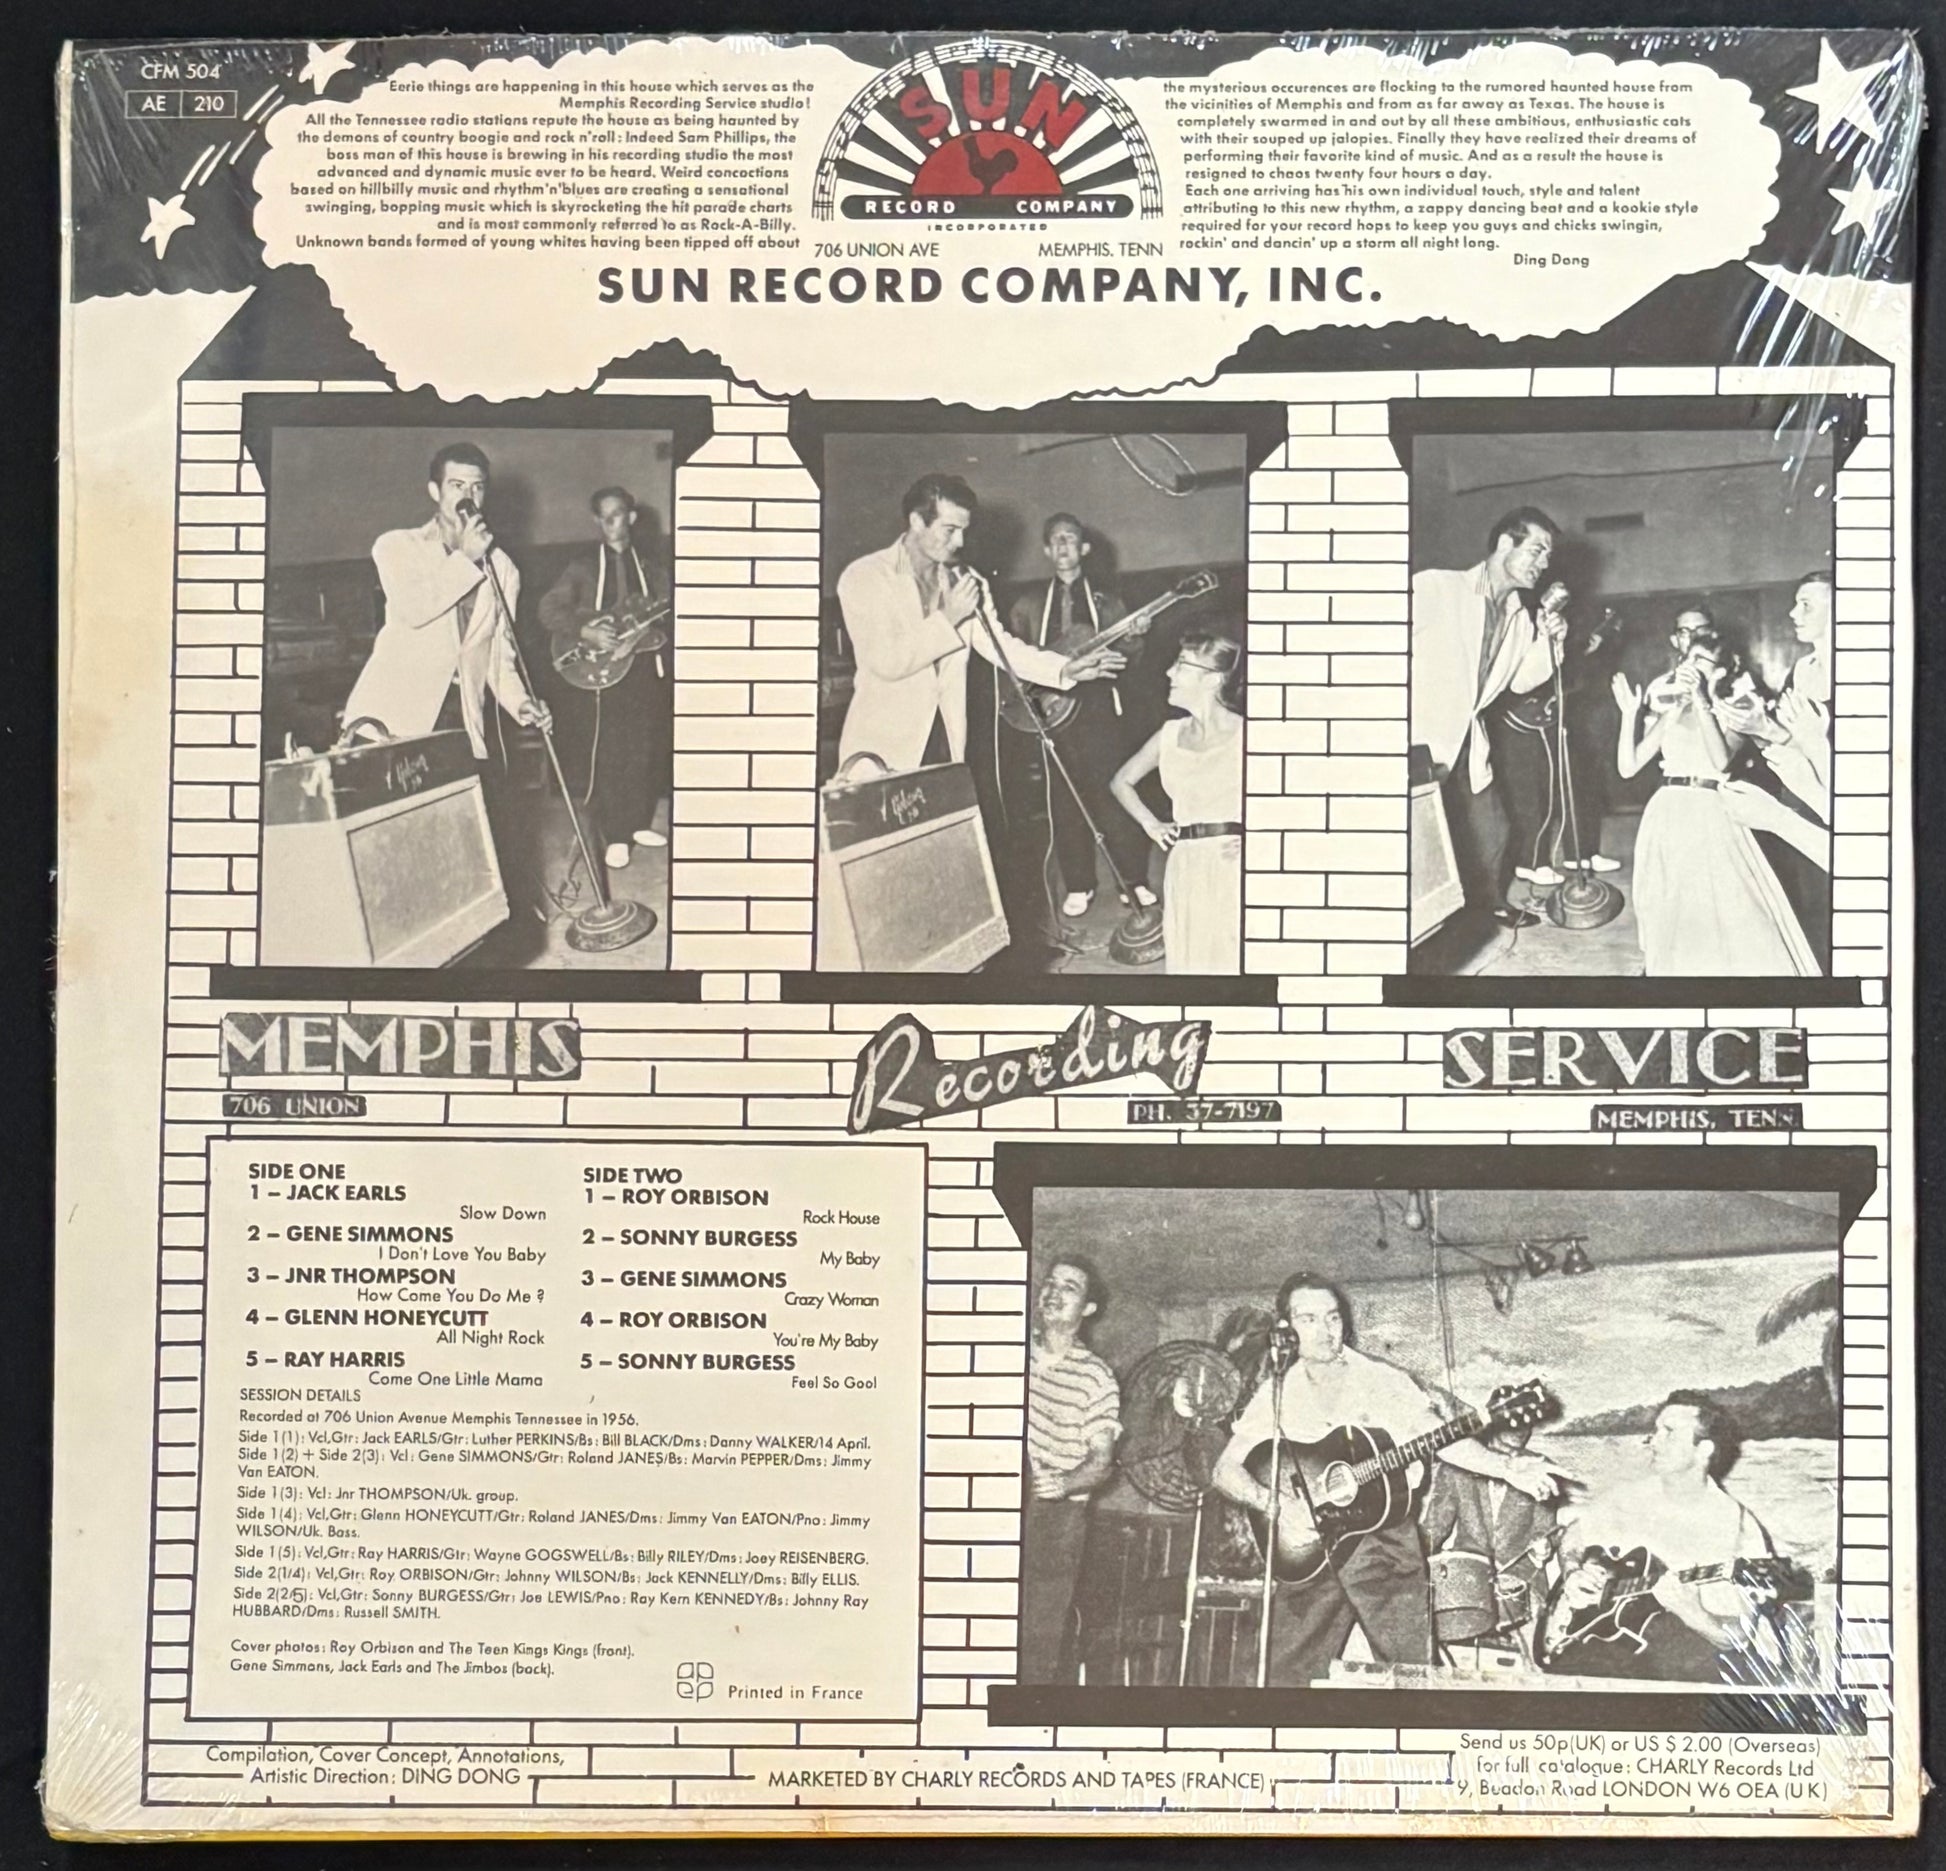 CFM 504
AE 210
Eerie things are happening in this house which serves as the
Memphis Recording Service studio!
All the Tennessee radio stations repute the house as being haunted by
the demons of country boogie and rock n'roll: Indeed Sam Phillips, the
boss man of this house is brewing in his recording studio the most
advanced and dynamic music ever to be heard. Weird concoctions
based on hillbilly music and rhythm'n'blues are creating a sensational
swinging, bopping music which is skyrocketing the hit parade charts
and is most commonly referred to as Rock-A-Billy.
Unknown bands formed of young whites having been tipped off about
SUN
RECORD COMPANY
INCORPORATED
706 UNION AVE MEMPHIS. TENN
the mysterious occurences are flocking to the rumored haunted house from
the vicinities of Memphis and from as far away as Texas. The house is
completely swarmed in and out by all these ambitious, enthusiastic cats
with their souped up jalopies. Finally they have realized their dreams of
performing their favorite kind of music. And as a result the house is
resigned to chaos twenty four hours a day.
Each one arriving has his own individual touch, style and talent
attributing to this new rhythm, a zappy dancing beat and a kookie style
required for your record hops to keep you guys and chicks swingin,
rockin' and dancin' up a storm all night long.
Ding Dong
SUN RECORD COMPANY, INC.
Gibson
Gibson
MEMPHIS Recording SERVICE
706 UNION PH. 37-7197 MEMPHIS, TENN.
SIDE ONE
1 – JACK EARLS
Slow Down
2 – GENE SIMMONS
I Don't Love You Baby
3 – JNR THOMPSON
How Come You Do Me ?
4 – GLENN HONEYCUTT
All Night Rock
5 – RAY HARRIS
Come One Little Mama
SIDE TWO
1 – ROY ORBISON
Rock House
2 – SONNY BURGESS
My Baby
3 – GENE SIMMONS
Crazy Woman
4 – ROY ORBISON
You're My Baby
5 – SONNY BURGESS
Feel So Gool
SESSION DETAILS
Recorded at 706 Union Avenue Memphis Tennessee in 1956.
Side 1 (1): Vcl,Gtr: Jack EARLS/Gtr: Luther PERKINS/Bs: Bill BLACK/Dms: Danny WALKER/14 April.
Side 1 (2) + Side 2(3): Vcl: Gene SIMMONS/Gtr: Roland JANES/Bs: Marvin PEPPER/Dms: Jimmy
Van EATON.
Side 1 (3): Vcl: Jnr THOMPSON/Uk. group.
Side 1 (4): Vcl,Gtr: Glenn HONEYCUTT/Gtr: Roland JANES/Dms: Jimmy Van EATON/Pno: Jimmy
WILSON/Uk. Bass.
Side 1 (5): Vcl,Gtr: Ray HARRIS/Gtr: Wayne GOGSWELL/Bs: Billy RILEY/Dms: Joey REISENBERG.
Side 2(1/4): Vcl,Gtr: Roy ORBISON/Gtr: Johnny WILSON/Bs: Jack KENNELLY/Dms: Billy ELLIS.
Side 2(2/5): Vcl,Gtr: Sonny BURGESS/Gtr: Joe LEWIS/Pno: Ray Kern KENNEDY/Bs: Johnny Ray
HUBBARD/Dms: Russell SMITH.
Cover photos: Roy Orbison and The Teen Kings Kings (front).
Gene Simmons, Jack Earls and The Jimbos (back).
Printed in France
Compilation, Cover Concept, Annotations,
Artistic Direction: DING DONG
MARKETED BY CHARLY RECORDS AND TAPES (FRANCE)
Send us 50p(UK) or US $ 2.00 (Overseas)
for full catalogue: CHARLY Records Ltd
9, Beadon Road LONDON W6 OEA (UK)